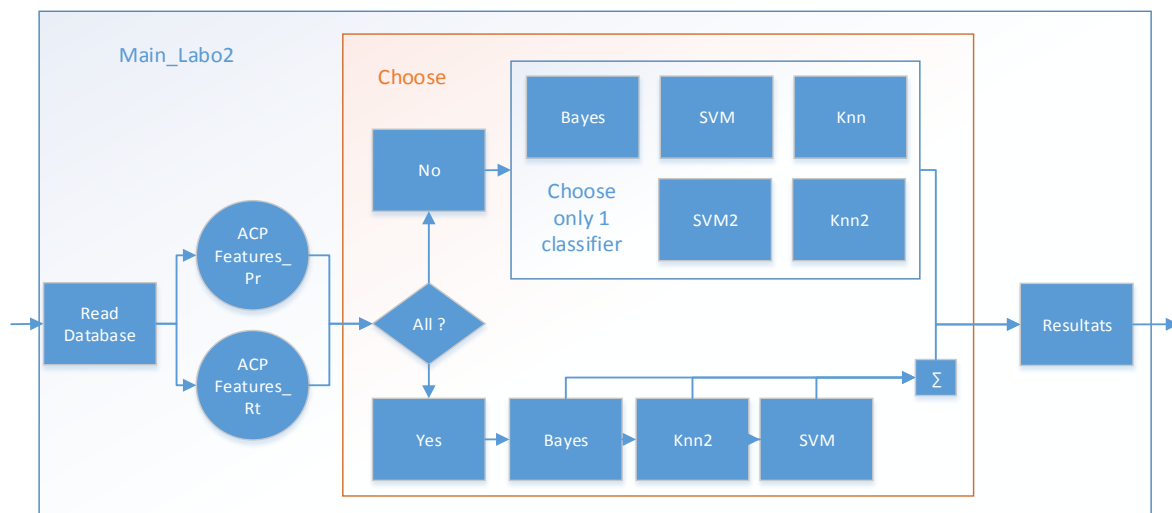 Main_Labo2
Choose
Bayes
SVM
Knn
No
Choose
only 1
classifier
SVM2
Knn2
ACP
Features_
Pr
Read
Database
All ?
Resultats
ACP
Features_
Rt
Σ
Yes
Bayes
Knn2
SVM